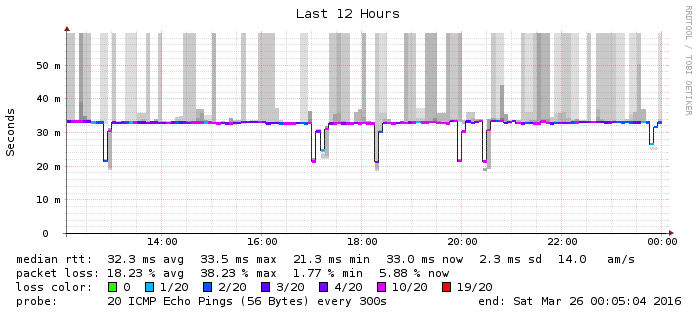 Last 12 Hours
RRDTOOL / TOBI OETIKER
Seconds
50 m
40 m
30 m
20 m
10 m
0
14:00 16:00 18:00 20:00 22:00 00:00
median rtt: 32.3 ms avg 33.5 ms max 21.3 ms min 33.0 ms now 2.3 ms sd 14.0 am/s
packet loss: 18.23 % avg 38.23 % max 1.77 % min 5.88 % now
loss color: 0 1/20 2/20 3/20 4/20 10/20 19/20
probe: 20 ICMP Echo Pings (56 Bytes) every 300s end: Sat Mar 26 00:05:04 2016